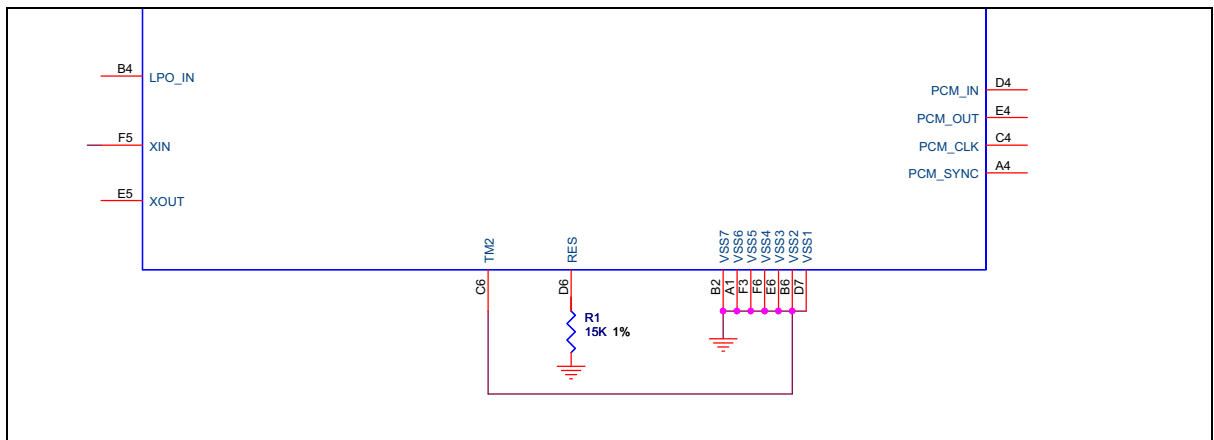 B4 LPO_IN
F5 XIN
E5 XOUT
PCM_IN D4
PCM_OUT E4
PCM_CLK C4
PCM_SYNC A4
TM2
RES
VSS7
VSS6
VSS5
VSS4
VSS3
VSS2
VSS1
C6
D6
B2
A1
F3
F6
E6
B6
D7
R1
15K 1%